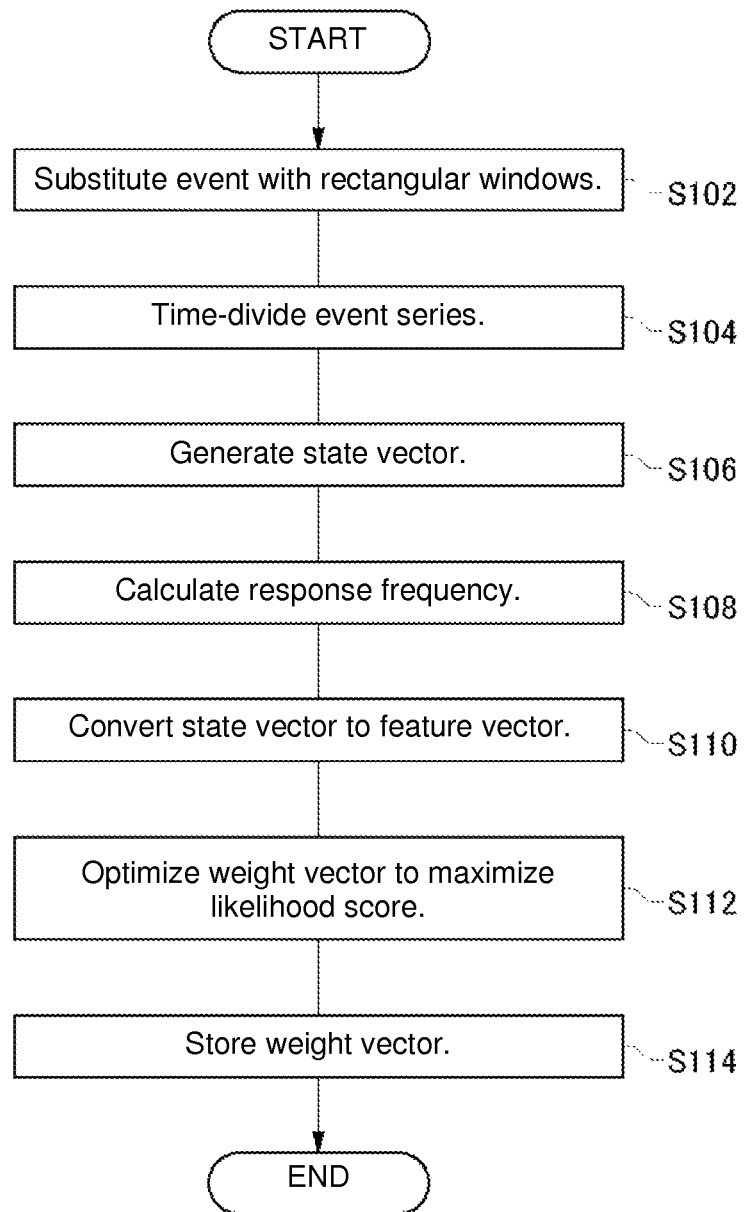 START
Substitute event with rectangular windows.
S102
Time-divide event series.
S104
Generate state vector.
S106
Calculate response frequency.
S108
Convert state vector to feature vector.
S110
Optimize weight vector to maximize
likelihood score.
S112
Store weight vector.
S114
END